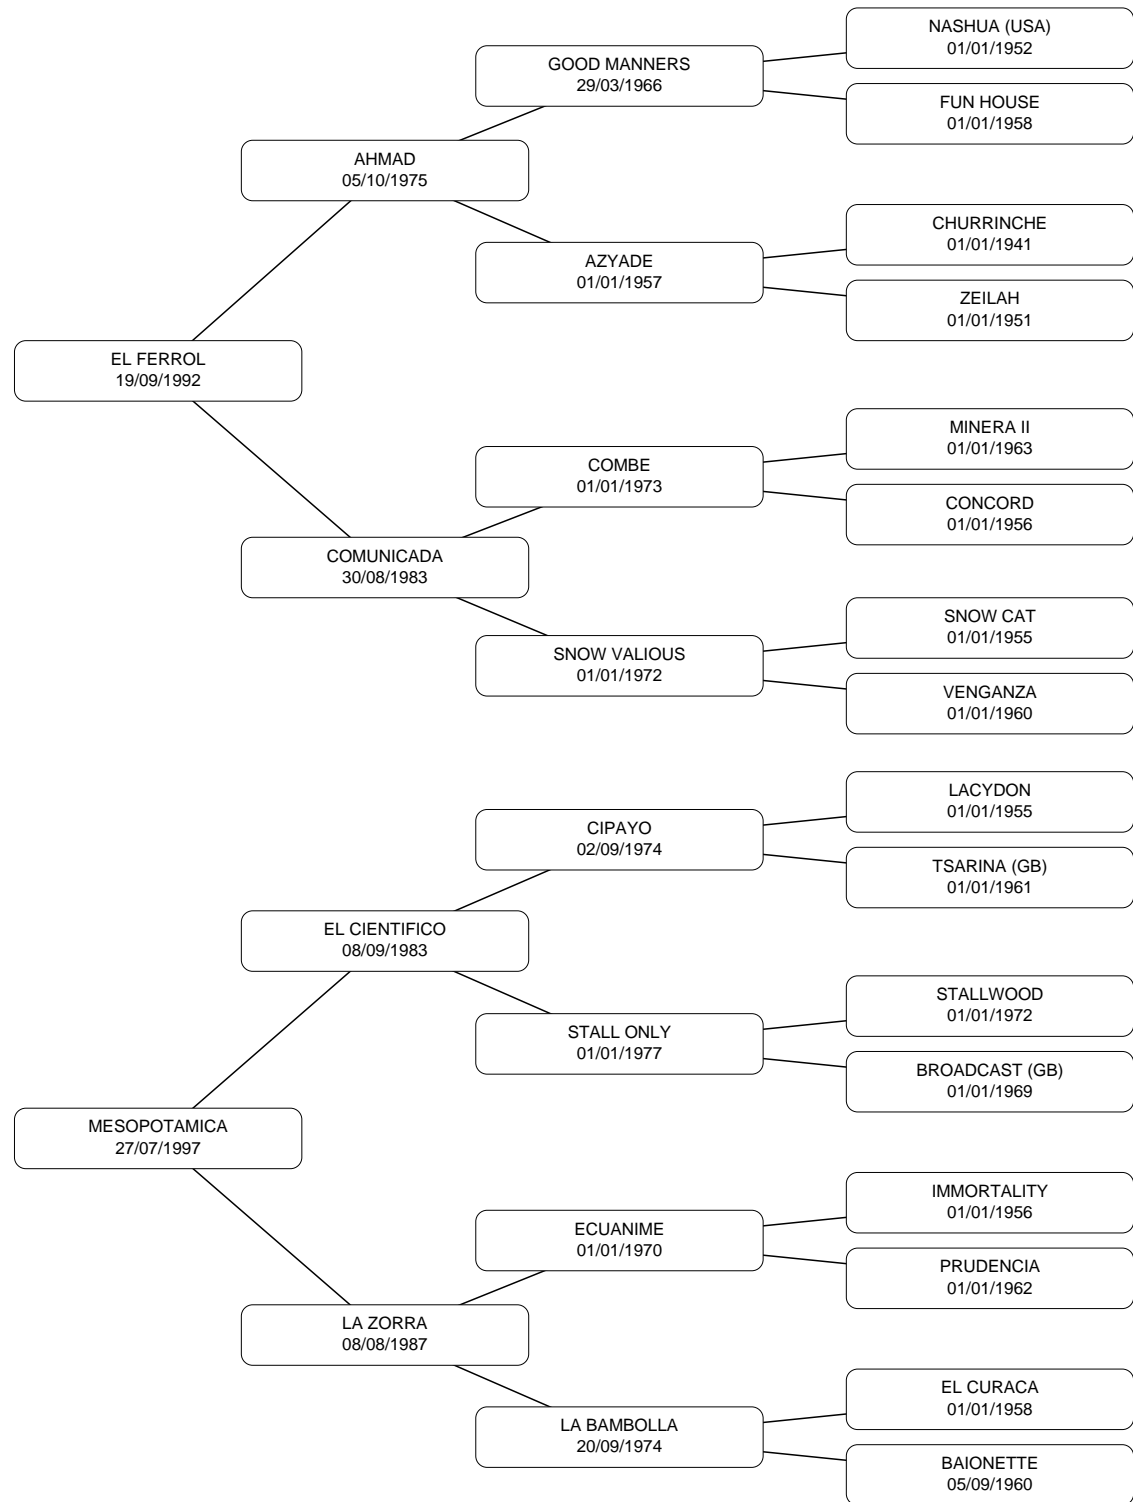 NASHUA (USA)
01/01/1952
GOOD MANNERS
29/03/1966
FUN HOUSE
01/01/1958
AHMAD
05/10/1975
CHURRINCHE
01/01/1941
AZYADE
01/01/1957
ZEILAH
01/01/1951
EL FERROL
19/09/1992
MINERA II
01/01/1963
COMBE
01/01/1973
CONCORD
01/01/1956
COMUNICADA
30/08/1983
SNOW CAT
01/01/1955
SNOW VALIOUS
01/01/1972
VENGANZA
01/01/1960
LACYDON
01/01/1955
CIPAYO
02/09/1974
TSARINA (GB)
01/01/1961
EL CIENTIFICO
08/09/1983
STALLWOOD
01/01/1972
STALL ONLY
01/01/1977
BROADCAST (GB)
01/01/1969
MESOPOTAMICA
27/07/1997
IMMORTALITY
01/01/1956
ECUANIME
01/01/1970
PRUDENCIA
01/01/1962
LA ZORRA
08/08/1987
EL CURACA
01/01/1958
LA BAMBOLLA
20/09/1974
BAIONETTE
05/09/1960